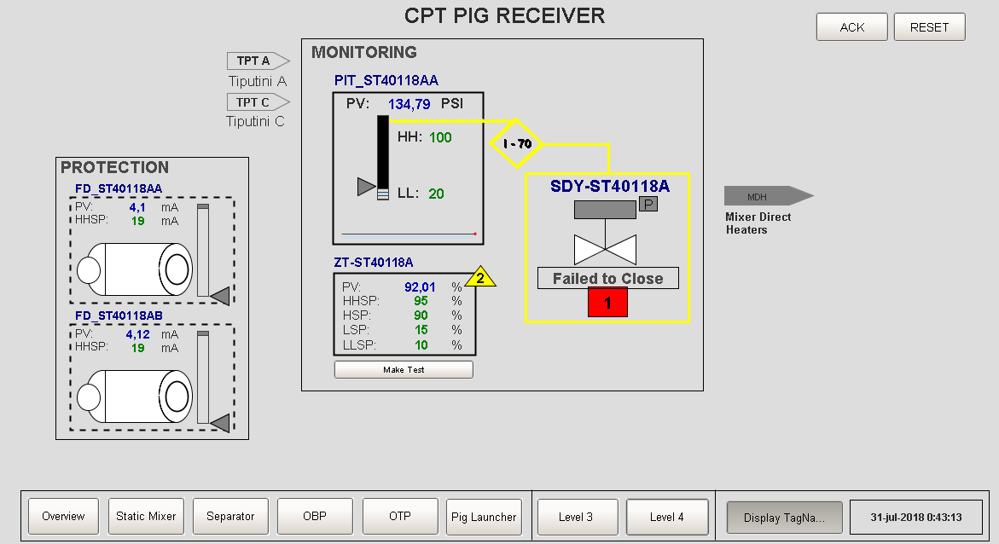 CPT PIG RECEIVER
ACK
RESET
TPT A
Tiputini A
TPT C
Tiputini C
MONITORING
PIT_ST40118AA
PV: 134,79 PSI
HH: 100
LL: 20
I - 70
SDY-ST40118A
P
Failed to Close
1
ZT-ST40118A
2
PV: 92,01 %
HHSP: 95 %
HSP: 90 %
LSP: 15 %
LLSP: 10 %
Make Test
PROTECTION
FD_ST40118AA
PV: 4,1 mA
HHSP: 19 mA
FD_ST40118AB
PV: 4,12 mA
HHSP: 19 mA
MDH
Mixer Direct
Heaters
Overview
Static Mixer
Separator
OBP
OTP
Pig Launcher
Level 3
Level 4
Display TagNa...
31-jul-2018 0:43:13